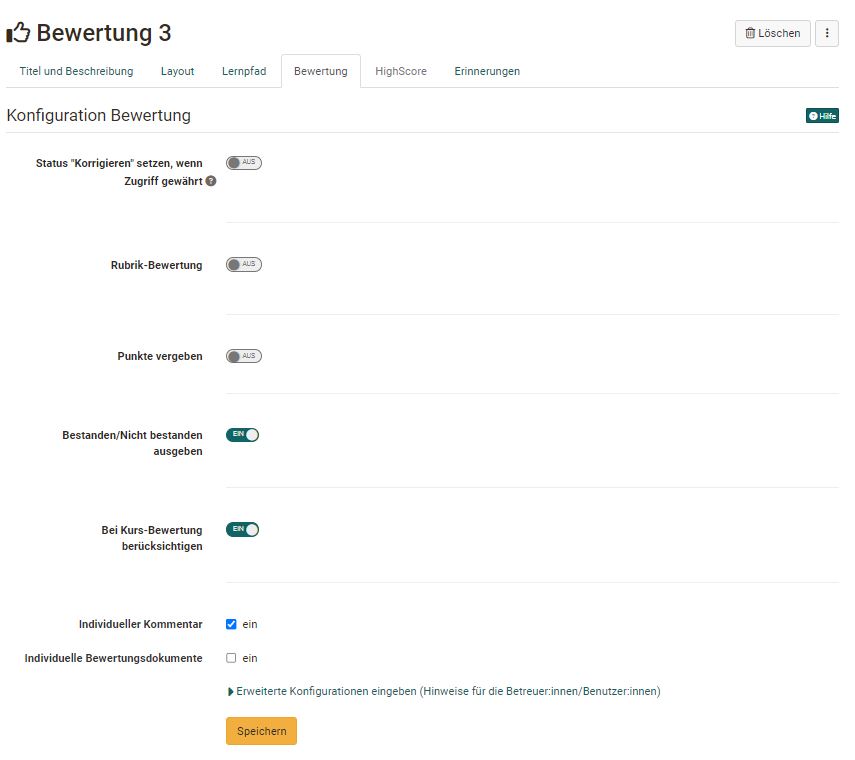 Bewertung 3
Löschen
Titel und Beschreibung Layout Lernpfad Bewertung HighScore Erinnerungen
Konfiguration Bewertung
Hilfe
Status "Korrigieren" setzen, wenn AUS
Zugriff gewährt
Rubrik-Bewertung AUS
Punkte vergeben AUS
Bestanden/Nicht bestanden EIN
ausgeben
Bei Kurs-Bewertung EIN
berücksichtigen
Individueller Kommentar ein
Individuelle Bewertungsdokumente ein
Erweiterte Konfigurationen eingeben (Hinweise für die Betreuer:innen/Benutzer:innen)
Speichern